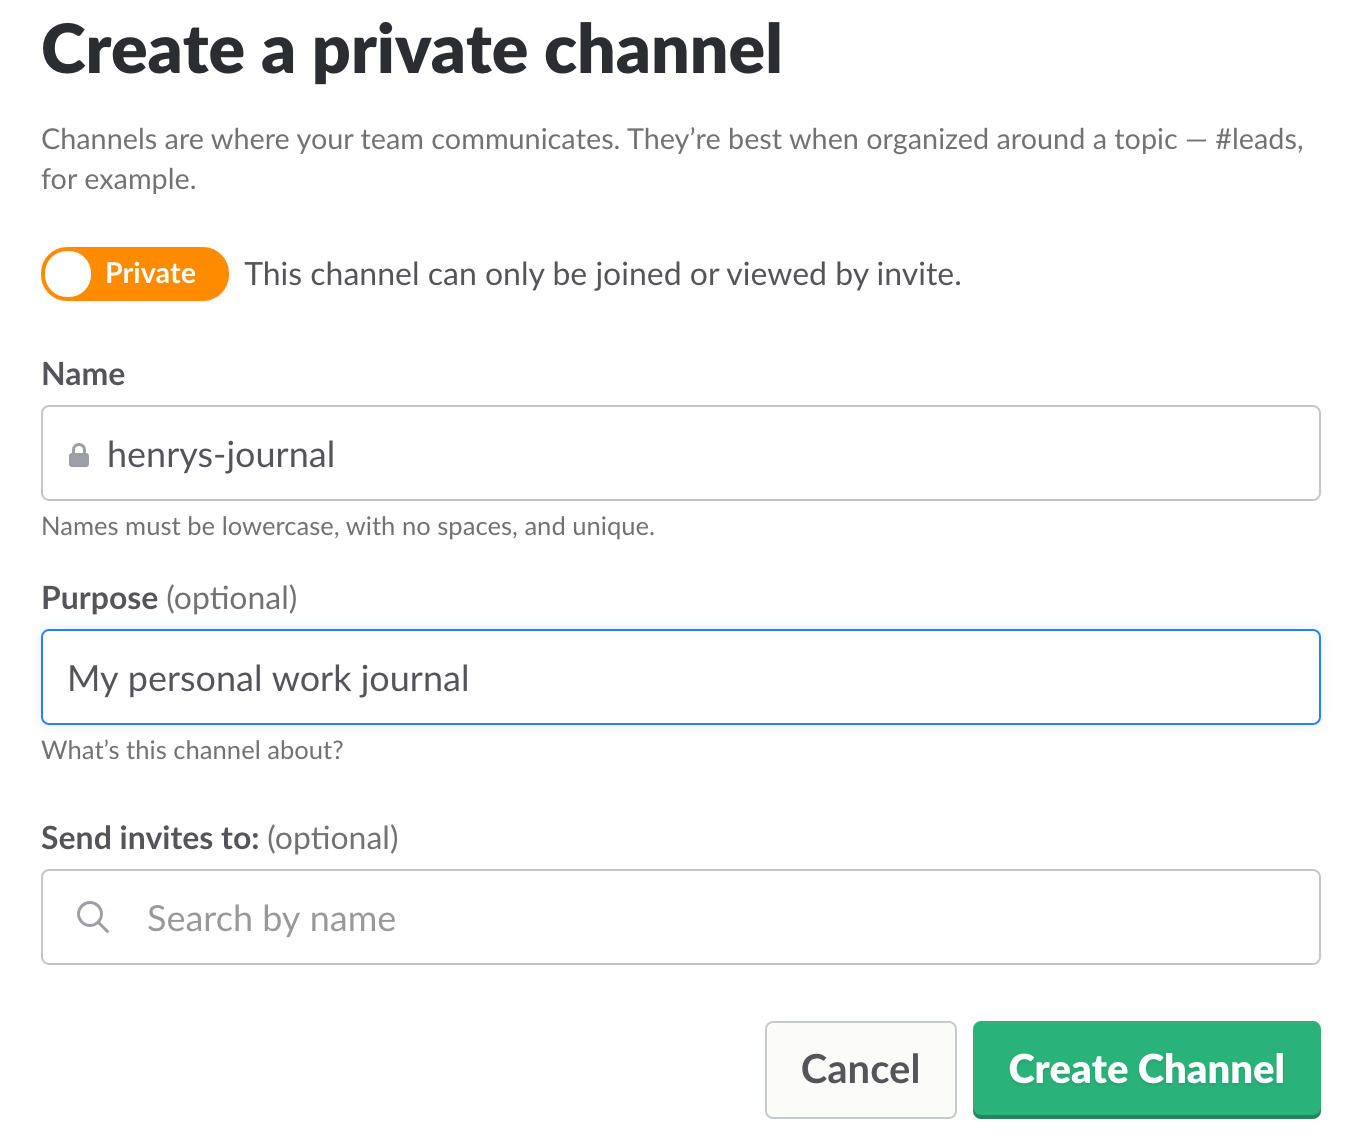 Create a private channel
Channels are where your team communicates. They’re best when organized around a topic — #leads,
for example.
Private This channel can only be joined or viewed by invite.
Name
henrys-journal
Names must be lowercase, with no spaces, and unique.
Purpose (optional)
My personal work journal
What’s this channel about?
Send invites to: (optional)
Search by name
Cancel Create Channel